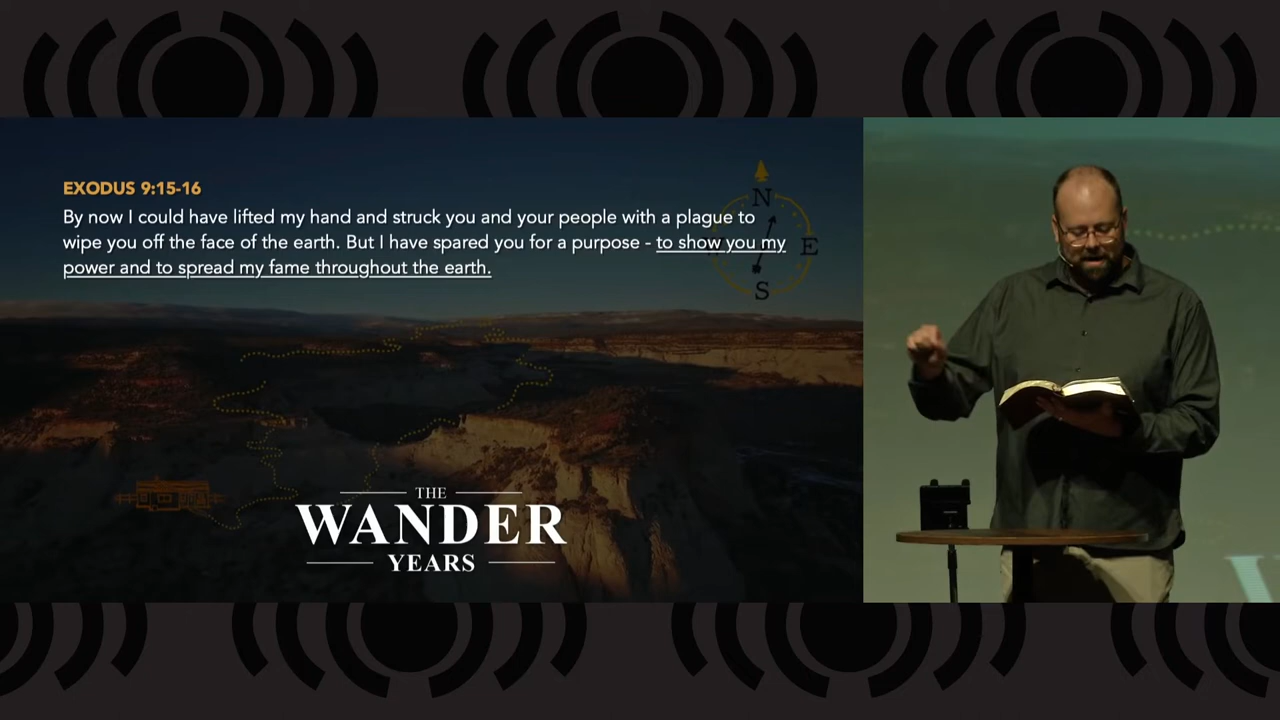 EXODUS 9:15-16
By now I could have lifted my hand and struck you and your people with a plague to
wipe you off the face of the earth. But I have spared you for a purpose - to show you my
power and to spread my fame throughout the earth.
N
E
S
THE
WANDER
YEARS